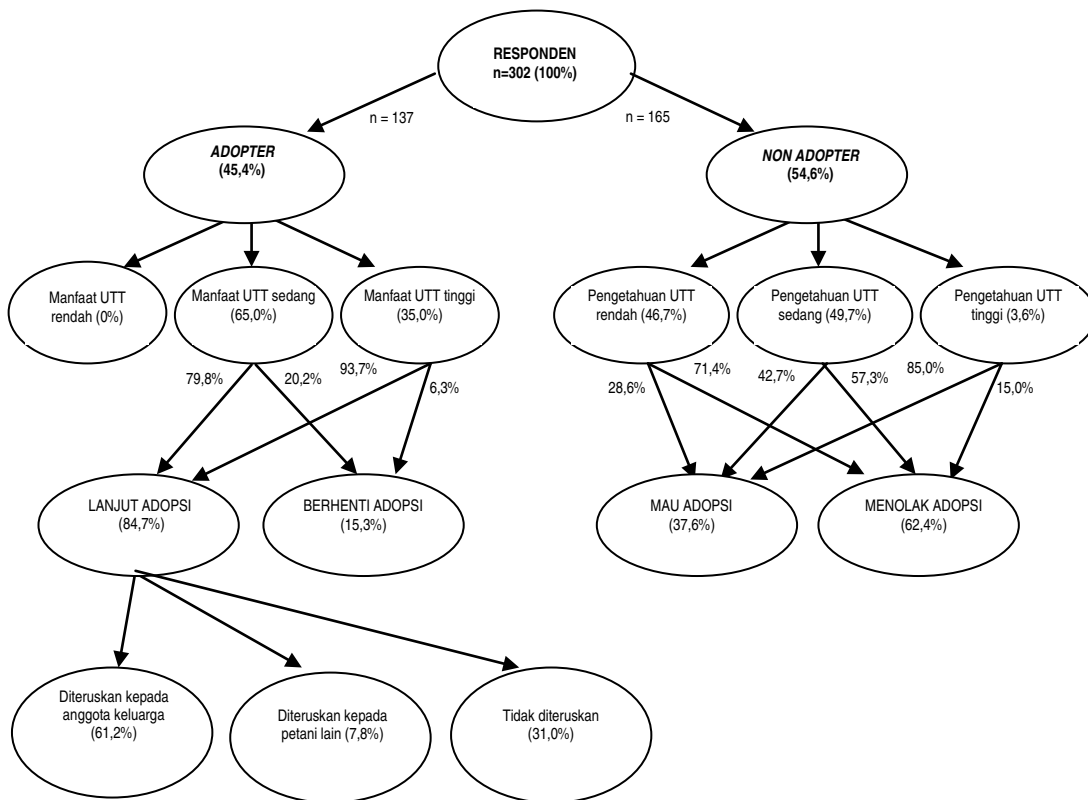 RESPONDEN
n=302 (100%)
n = 137
n = 165
ADOPTER
(45,4%)
NON ADOPTER
(54,6%)
Manfaat UTT
rendah (0%)
Manfaat UTT sedang
(65,0%)
Manfaat UTT tinggi
(35,0%)
Pengetahuan UTT
rendah (46,7%)
Pengetahuan UTT
sedang (49,7%)
Pengetahuan UTT
tinggi (3,6%)
79,8%
20,2%
93,7%
6,3%
28,6%
71,4%
42,7%
57,3%
85,0%
15,0%
LANJUT ADOPSI
(84,7%)
BERHENTI ADOPSI
(15,3%)
MAU ADOPSI
(37,6%)
MENOLAK ADOPSI
(62,4%)
Diteruskan kepada
anggota keluarga
(61,2%)
Diteruskan kepada
petani lain (7,8%)
Tidak diteruskan
(31,0%)